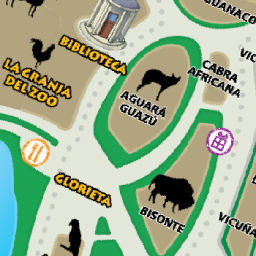 GUANACO
BIBLIOTECA
CABRA
AFRICANA
LA GRANJA
DEL ZOO
AGUARÁ
GUAZÚ
GLORIETA
BISONTE
VICUÑA